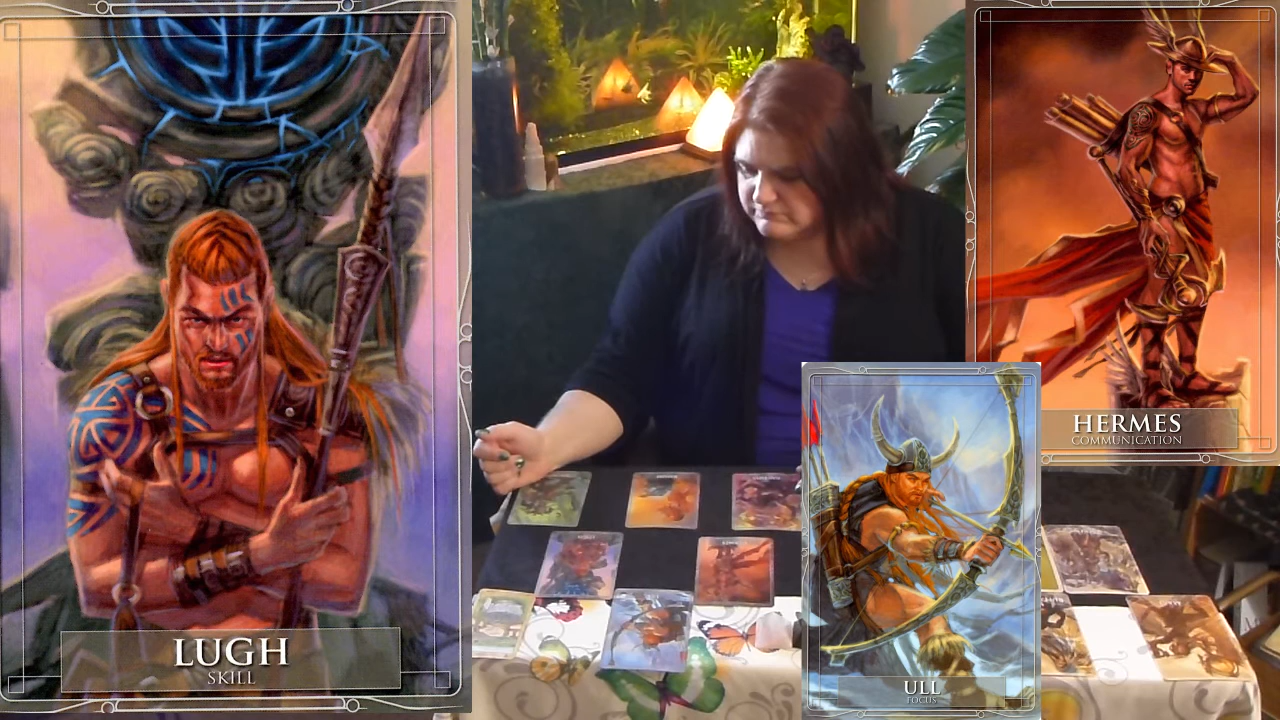 LUGH
SKILL
HERMES
COMMUNICATION
ULL
FOCUS